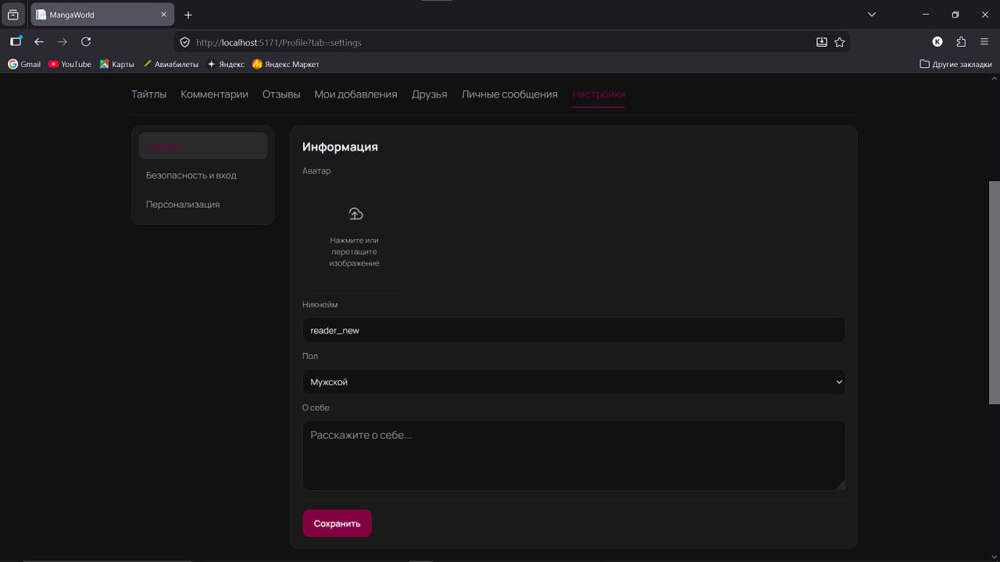 MangaWorld
http://localhost:5171/Profile?tab=settings
K
Gmail YouTube Карты Авиабилеты Яндекс Яндекс Маркет Другие закладки
Тайтлы Комментарии Отзывы Мои добавления Друзья Личные сообщения Настройки
Безопасность и вход
Персонализация
Информация
Аватар
Нажмите или
перетащите
изображение
Никнейм
reader_new
Пол
Мужской
О себе
Расскажите о себе...
Сохранить